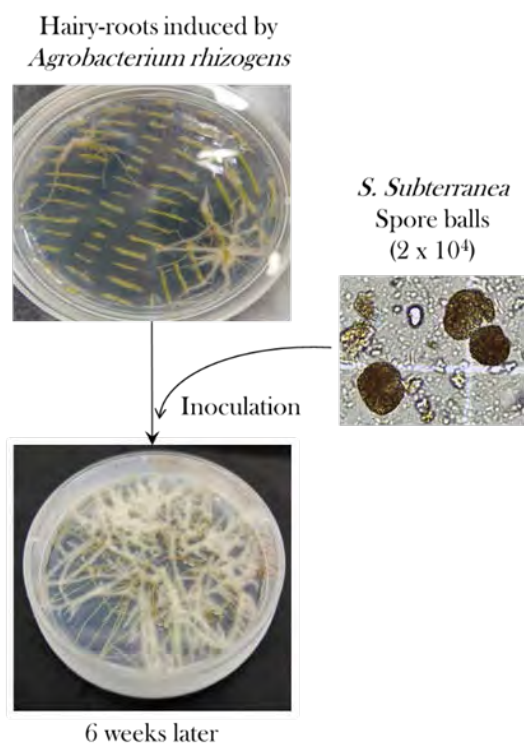 Hairy-roots induced by
Agrobacterium rhizogens
S. Subterranea
Spore balls
(2 x 10⁴)
Inoculation
6 weeks later